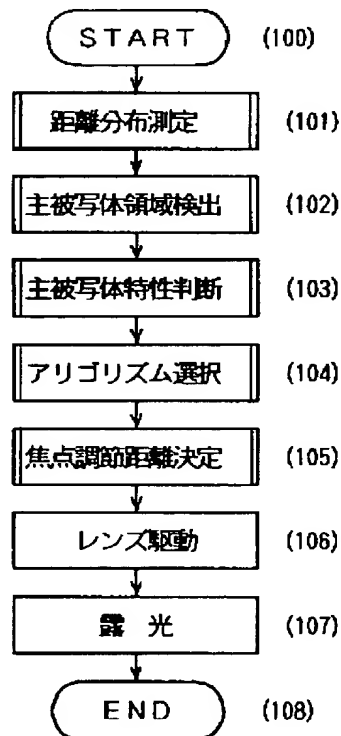 START (100)
距離分布測定 (101)
主被写体領域検出 (102)
主被写体特性判断 (103)
アリゴリズム選択 (104)
焦点調節距離決定 (105)
レンズ駆動 (106)
露 光 (107)
END (108)